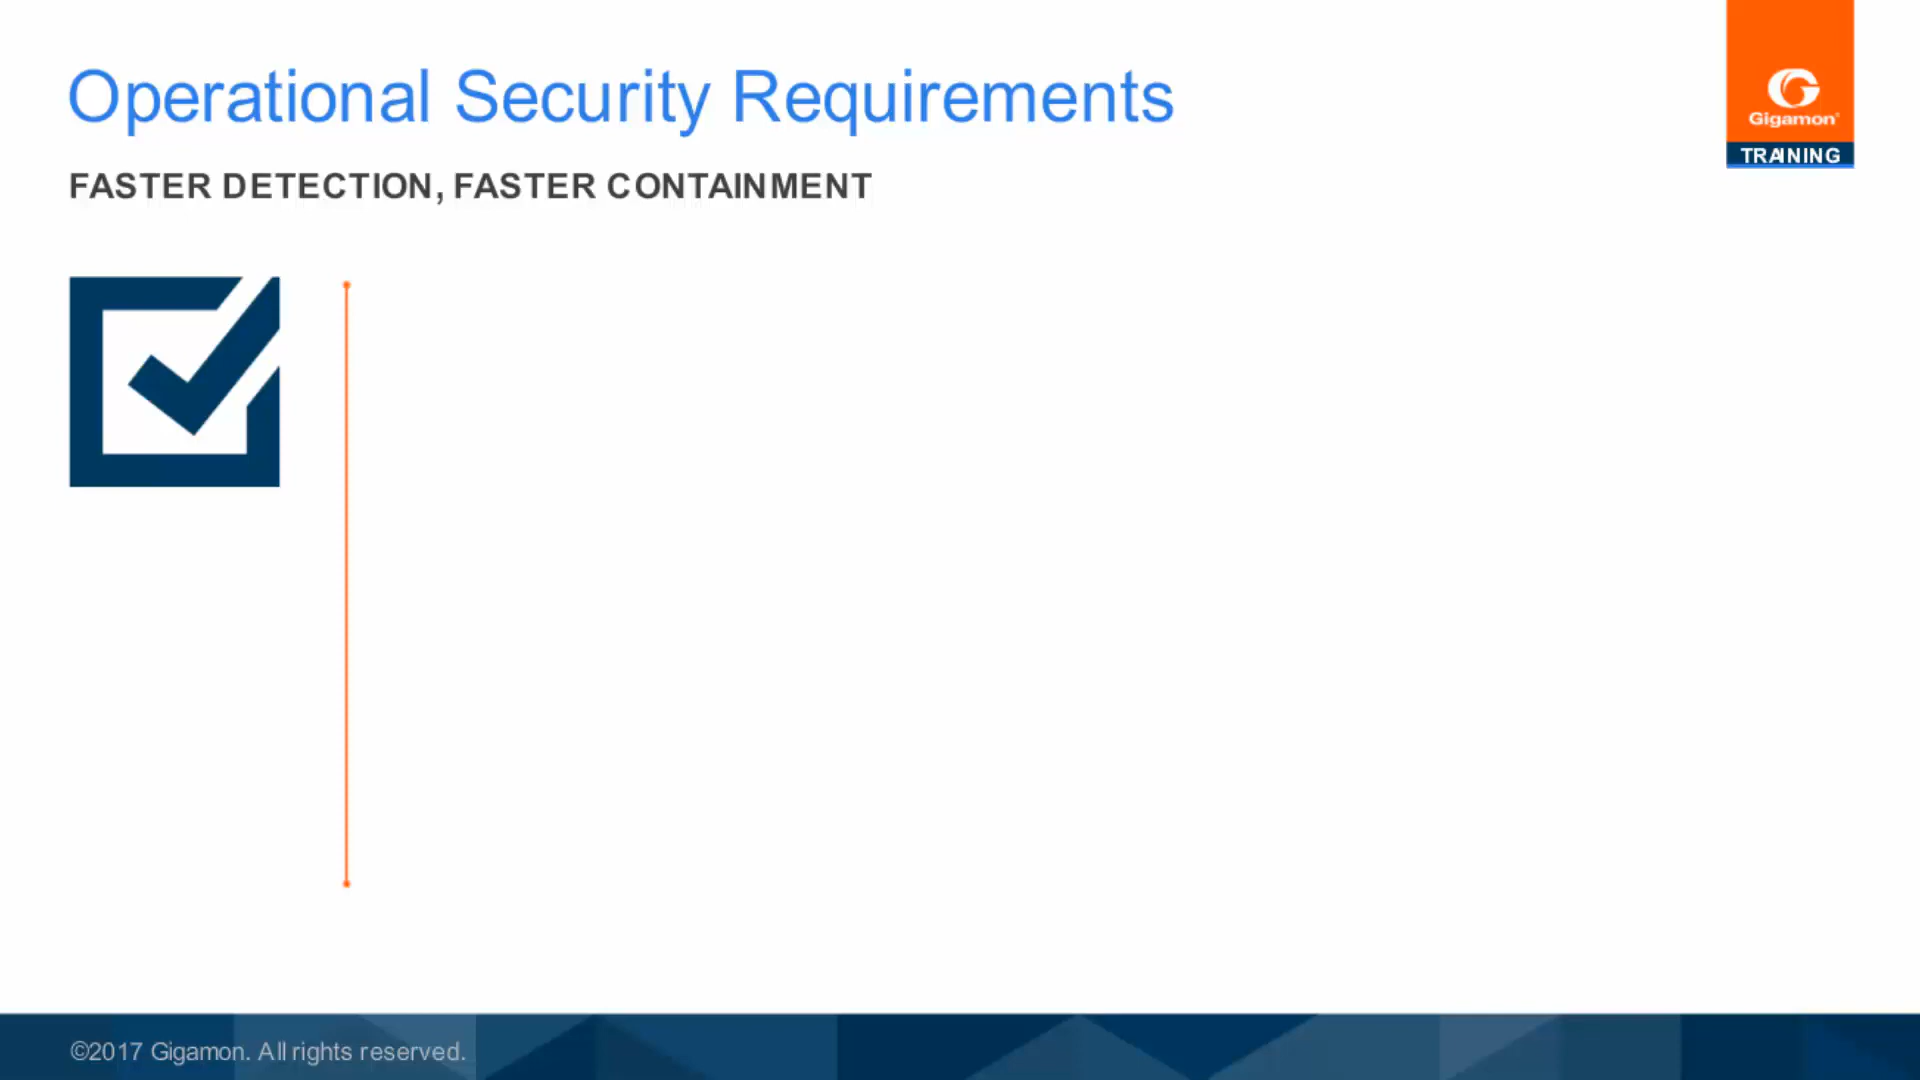 Operational Security Requirements
Gigamon®
TRAINING
FASTER DETECTION, FASTER CONTAINMENT
©2017 Gigamon. All rights reserved.